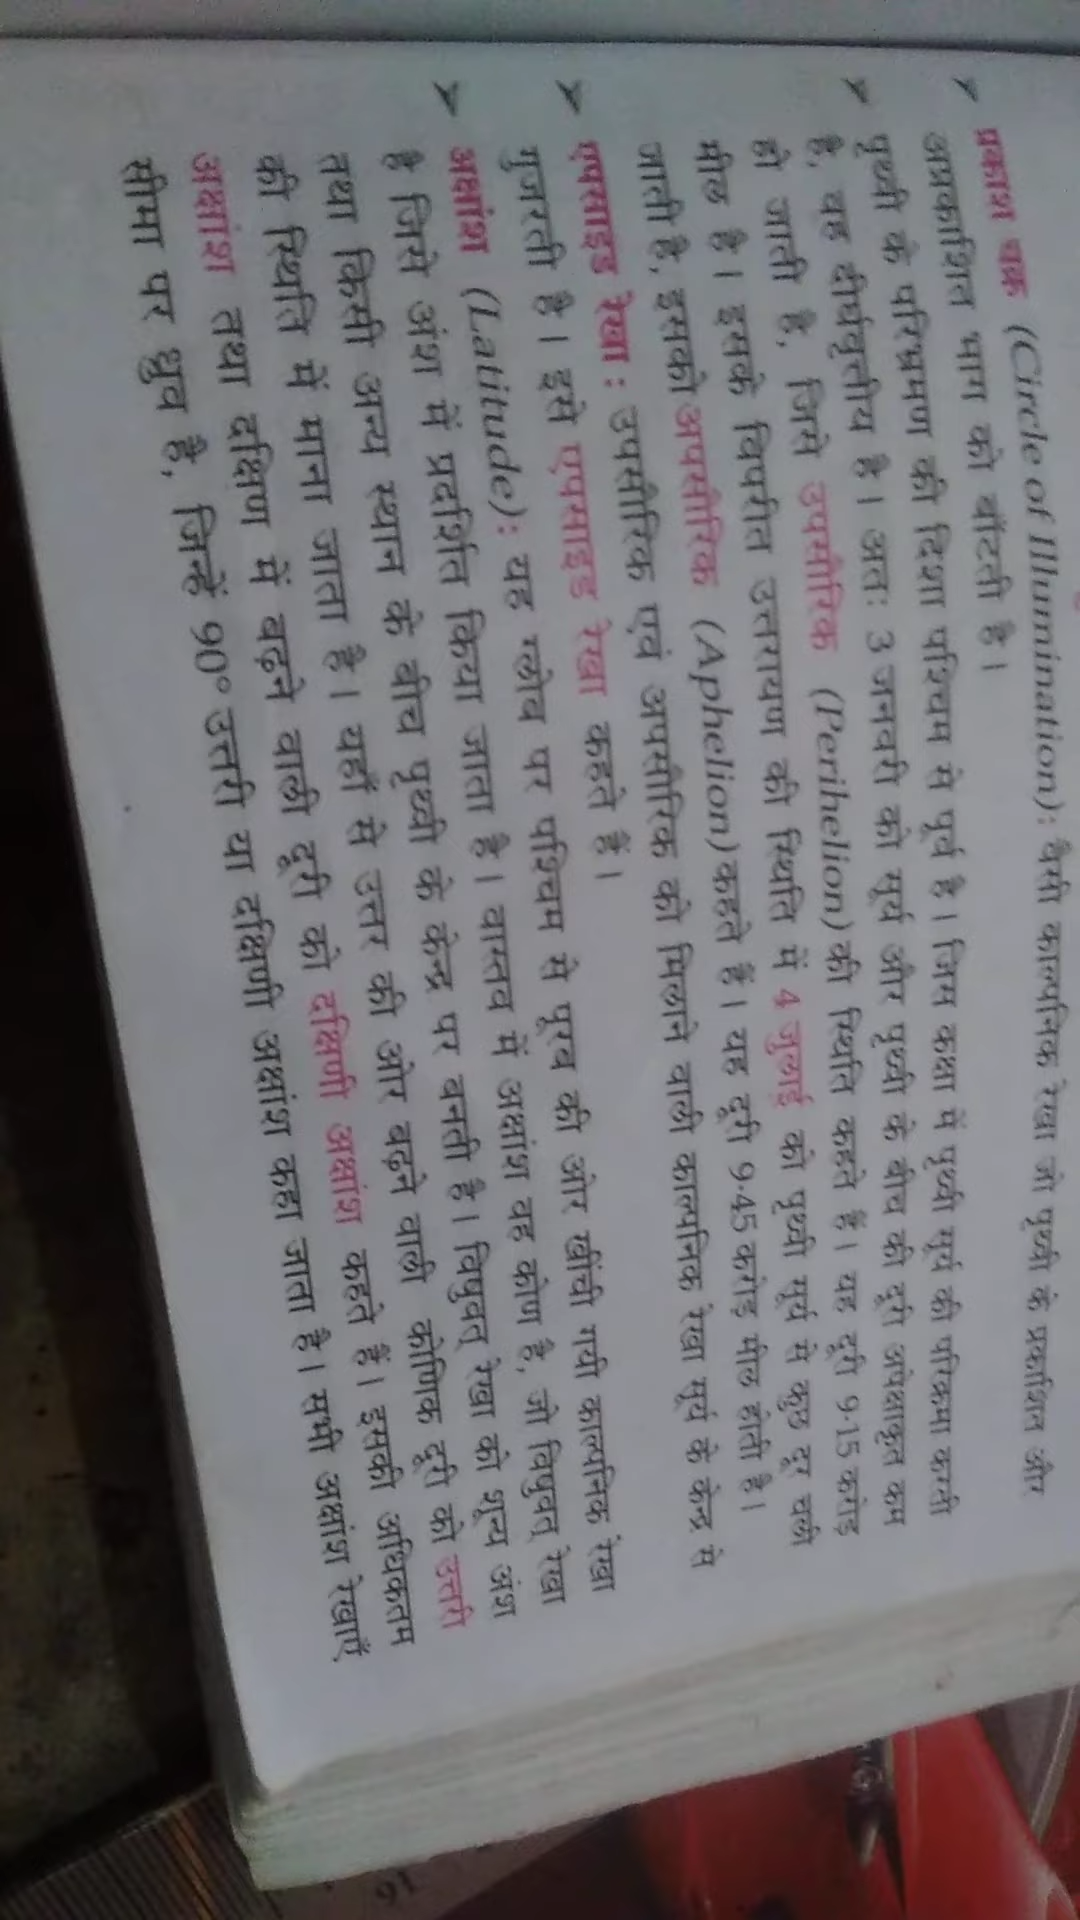 प्रकाश चक्र (Circle of Illumination): वैसी काल्पनिक रेखा जो पृथ्वी के प्रकाशित और
अप्रकाशित भाग को बाँटती है।
पृथ्वी के परिभ्रमण की दिशा पश्चिम से पूर्व है। जिस कक्षा में पृथ्वी सूर्य की परिक्रमा करती
है, वह दीर्घवृत्तीय है। अतः 3 जनवरी को सूर्य और पृथ्वी के बीच की दूरी अपेक्षाकृत कम
हो जाती है, जिसे उपसौरिक (Perihelion) की स्थिति कहते हैं। यह दूरी 9.15 करोड़
मील है। इसके विपरीत उत्तरायण की स्थिति में 4 जुलाई को पृथ्वी सूर्य से कुछ दूर चली
जाती है, इसको अपसौरिक (Aphelion) कहते हैं। यह दूरी 9.45 करोड़ मील होती है।
एपसाइड रेखा : उपसौरिक एवं अपसौरिक को मिलाने वाली काल्पनिक रेखा सूर्य के केन्द्र से
गुजरती है। इसे एपसाइड रेखा कहते हैं।
अक्षांश (Latitude): यह ग्लोब पर पश्चिम से पूरब की ओर खींची गयी काल्पनिक रेखा
है जिसे अंश में प्रदर्शित किया जाता है। वास्तव में अक्षांश वह कोण है, जो विषुवत् रेखा
तथा किसी अन्य स्थान के बीच पृथ्वी के केन्द्र पर बनती है। विषुवत् रेखा को शून्य अंश
की स्थिति में माना जाता है। यहाँ से उत्तर की ओर बढ़ने वाली कोणिक दूरी को उत्तरी
अक्षांश तथा दक्षिण में बढ़ने वाली दूरी को दक्षिणी अक्षांश कहते हैं। इसकी अधिकतम
सीमा पर ध्रुव है, जिन्हें 90° उत्तरी या दक्षिणी अक्षांश कहा जाता है। सभी अक्षांश रेखाएँ